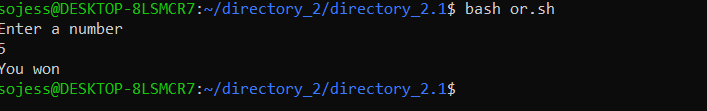 sojess@DESKTOP-8LSMCR7:~/directory_2/directory_2.1$ bash or.sh
Enter a number
5
You won
sojess@DESKTOP-8LSMCR7:~/directory_2/directory_2.1$